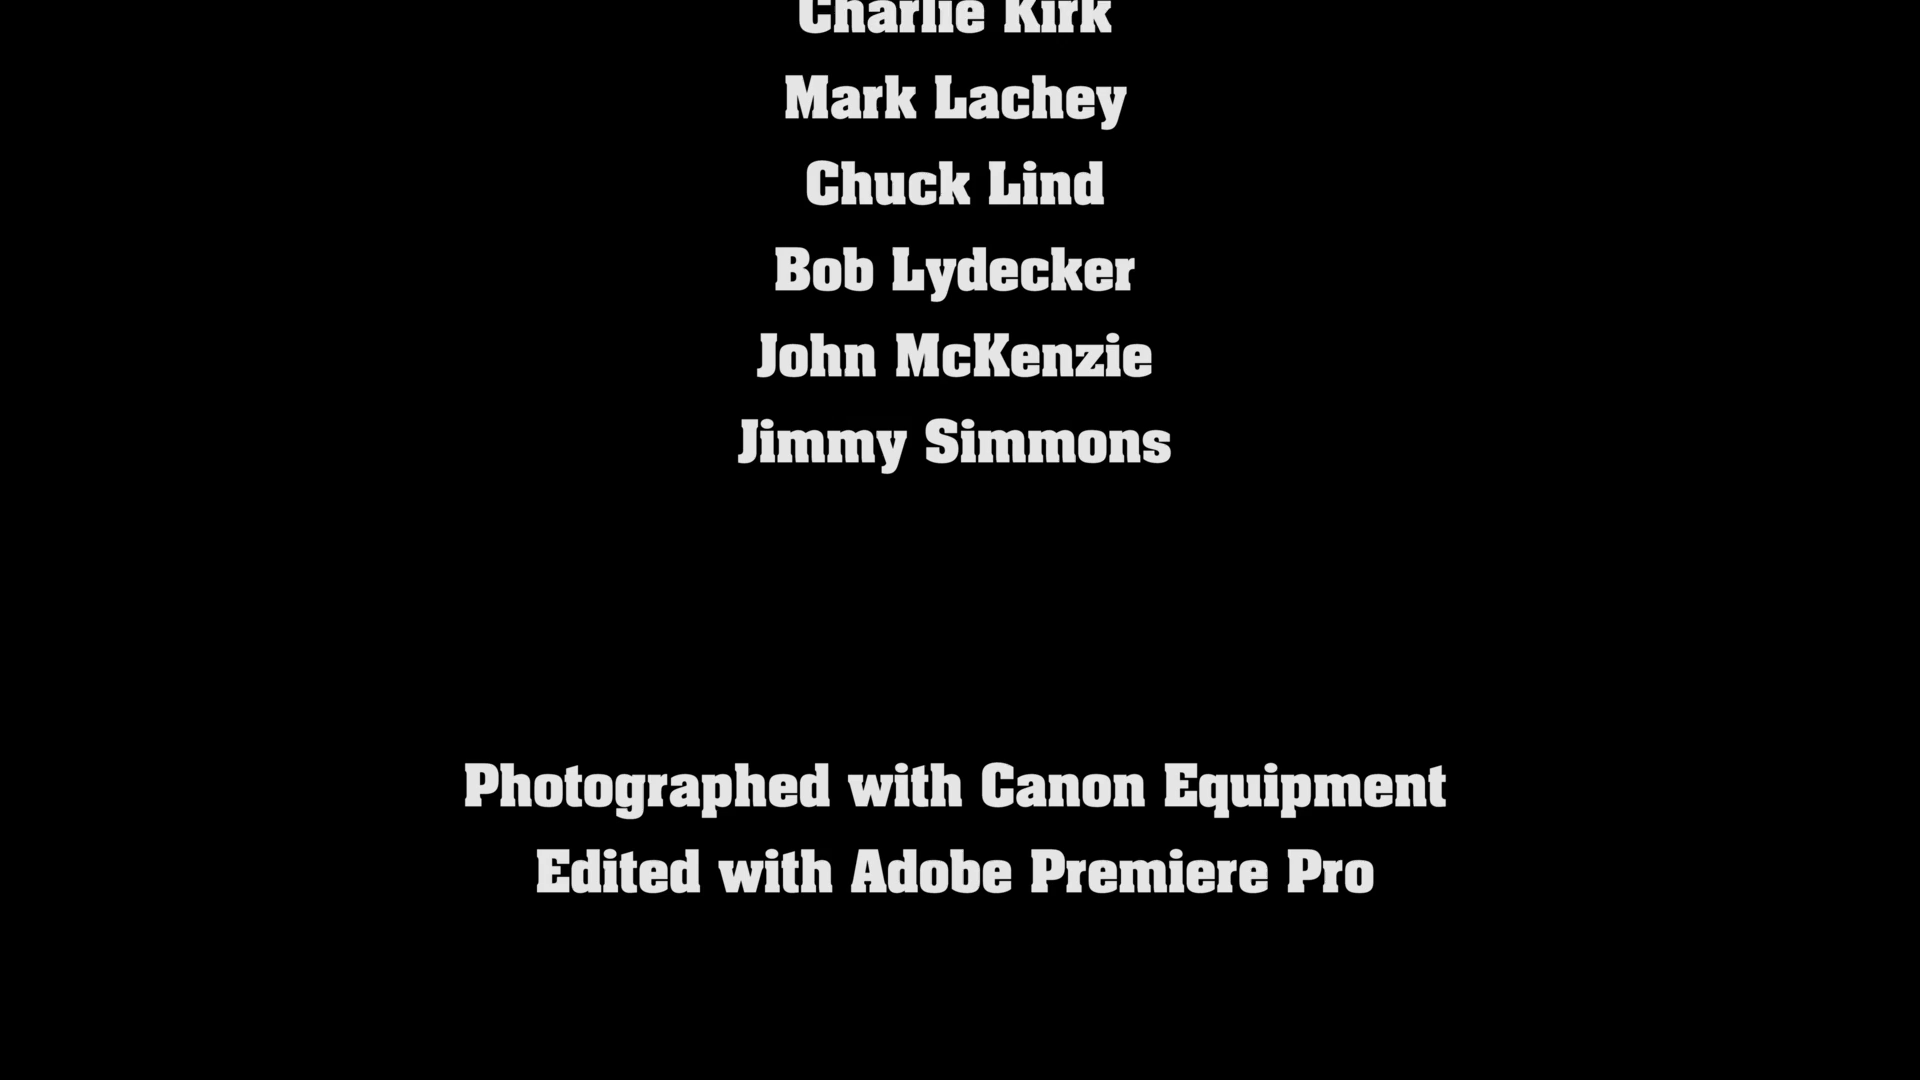 Charlie Kirk
Mark Lachey
Chuck Lind
Bob Lydecker
John McKenzie
Jimmy Simmons
Photographed with Canon Equipment
Edited with Adobe Premiere Pro